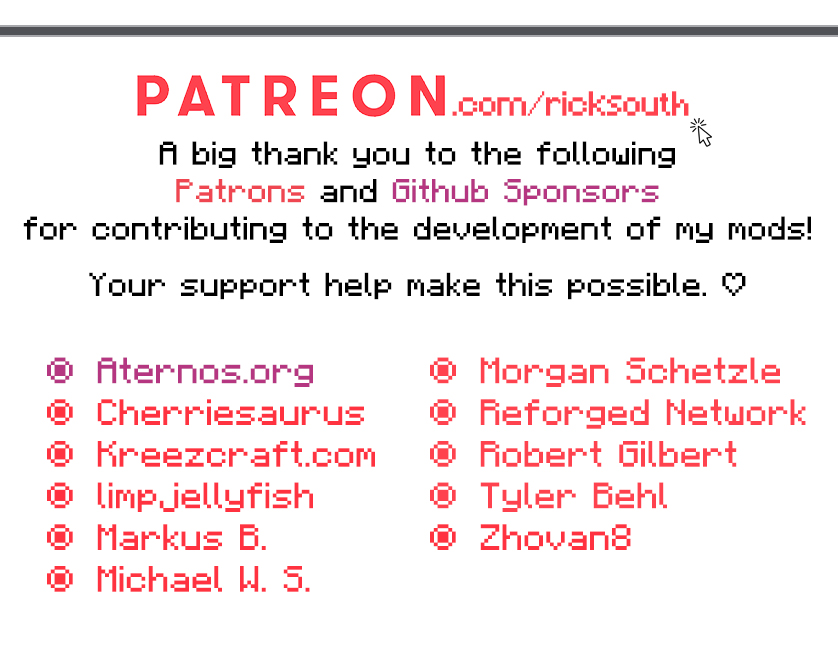 PATREON.com/ricksouth
A big thank you to the following
Patrons and Github Sponsors
for contributing to the development of my mods!
Your support help make this possible. ♡
Aternos.org
Cherriesaurus
Kreezcraft.com
limpjellyfish
Markus B.
Michael W. S.
Morgan Schetzle
Reforged Network
Robert Gilbert
Tyler Behl
Zhovan8